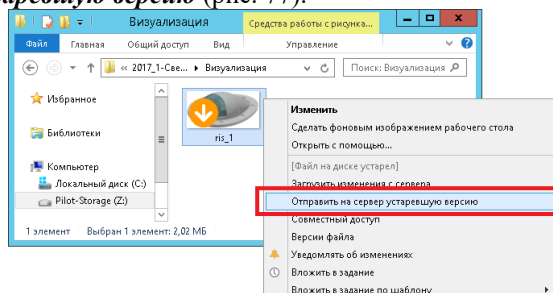 таревшую версию (рис. 77).
Визуализация
Средства работы с рисунка...
Файл Главная Общий доступ Вид Управление
« 2017_1-Све... Визуализация Поиск: Визуализация
Избранное
Библиотеки
Компьютер
Локальный диск (C:)
Pilot-Storage (Z:)
ris_1
1 элемент Выбран 1 элемент: 2,02 МБ
Изменить
Сделать фоновым изображением рабочего стола
Открыть с помощью...
[Файл на диске устарел]
Загрузить изменения с сервера
Отправить на сервер устаревшую версию
Совместный доступ
Версии файла
Уведомлять об изменениях
Вложить в задание
Вложить в задание по шаблону